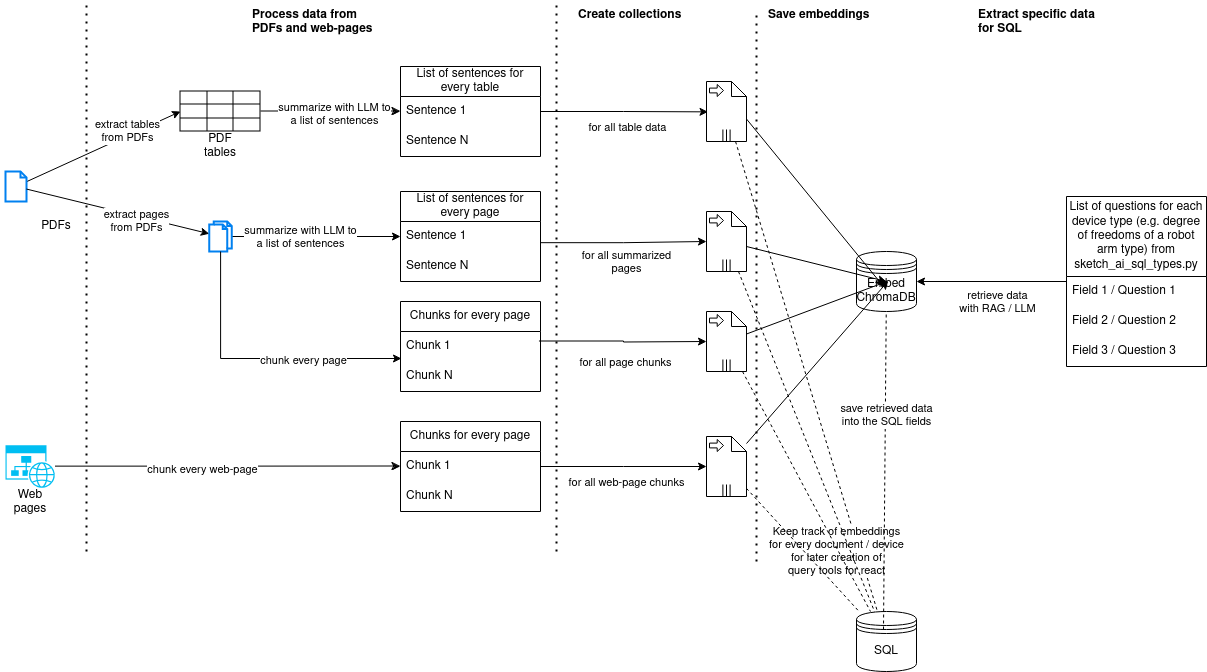 Process data from
PDFs and web-pages
Create collections
Save embeddings
Extract specific data
for SQL
extract tables
from PDFs
PDF
tables
summarize with LLM to
a list of sentences
List of sentences for
every table
Sentence 1
Sentence N
for all table data
PDFs
extract pages
from PDFs
summarize with LLM to
a list of sentences
List of sentences for
every page
Sentence 1
Sentence N
for all summarized
pages
chunk every page
Chunks for every page
Chunk 1
Chunk N
for all page chunks
Web
pages
chunk every web-page
Chunks for every page
Chunk 1
Chunk N
for all web-page chunks
Embed
ChromaDB
retrieve data
with RAG / LLM
List of questions for each
device type (e.g. degree
of freedoms of a robot
arm type) from
sketch_ai_sql_types.py
Field 1 / Question 1
Field 2 / Question 2
Field 3 / Question 3
save retrieved data
into the SQL fields
Keep track of embeddings
for every document / device
for later creation of
query tools for react
SQL